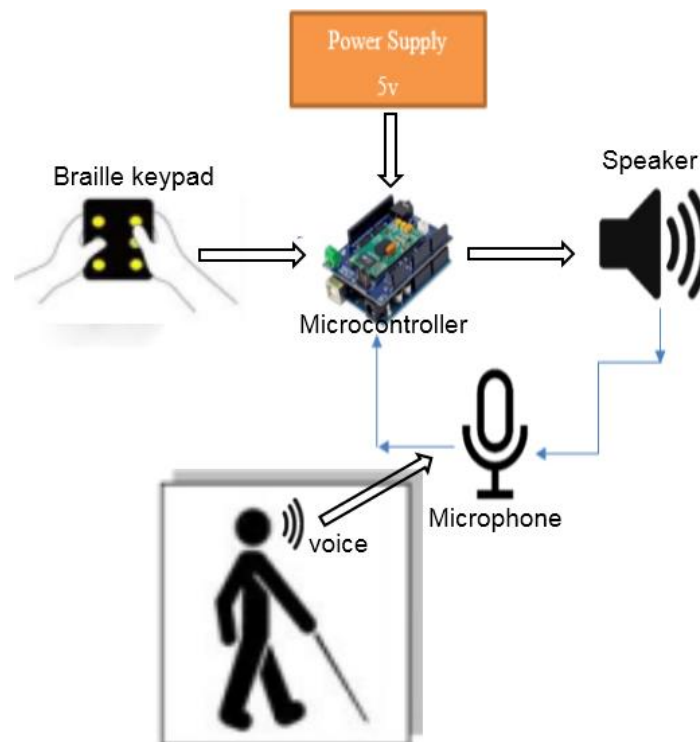 Power Supply
5v
Braille keypad
Speaker
Microcontroller
Microphone
voice